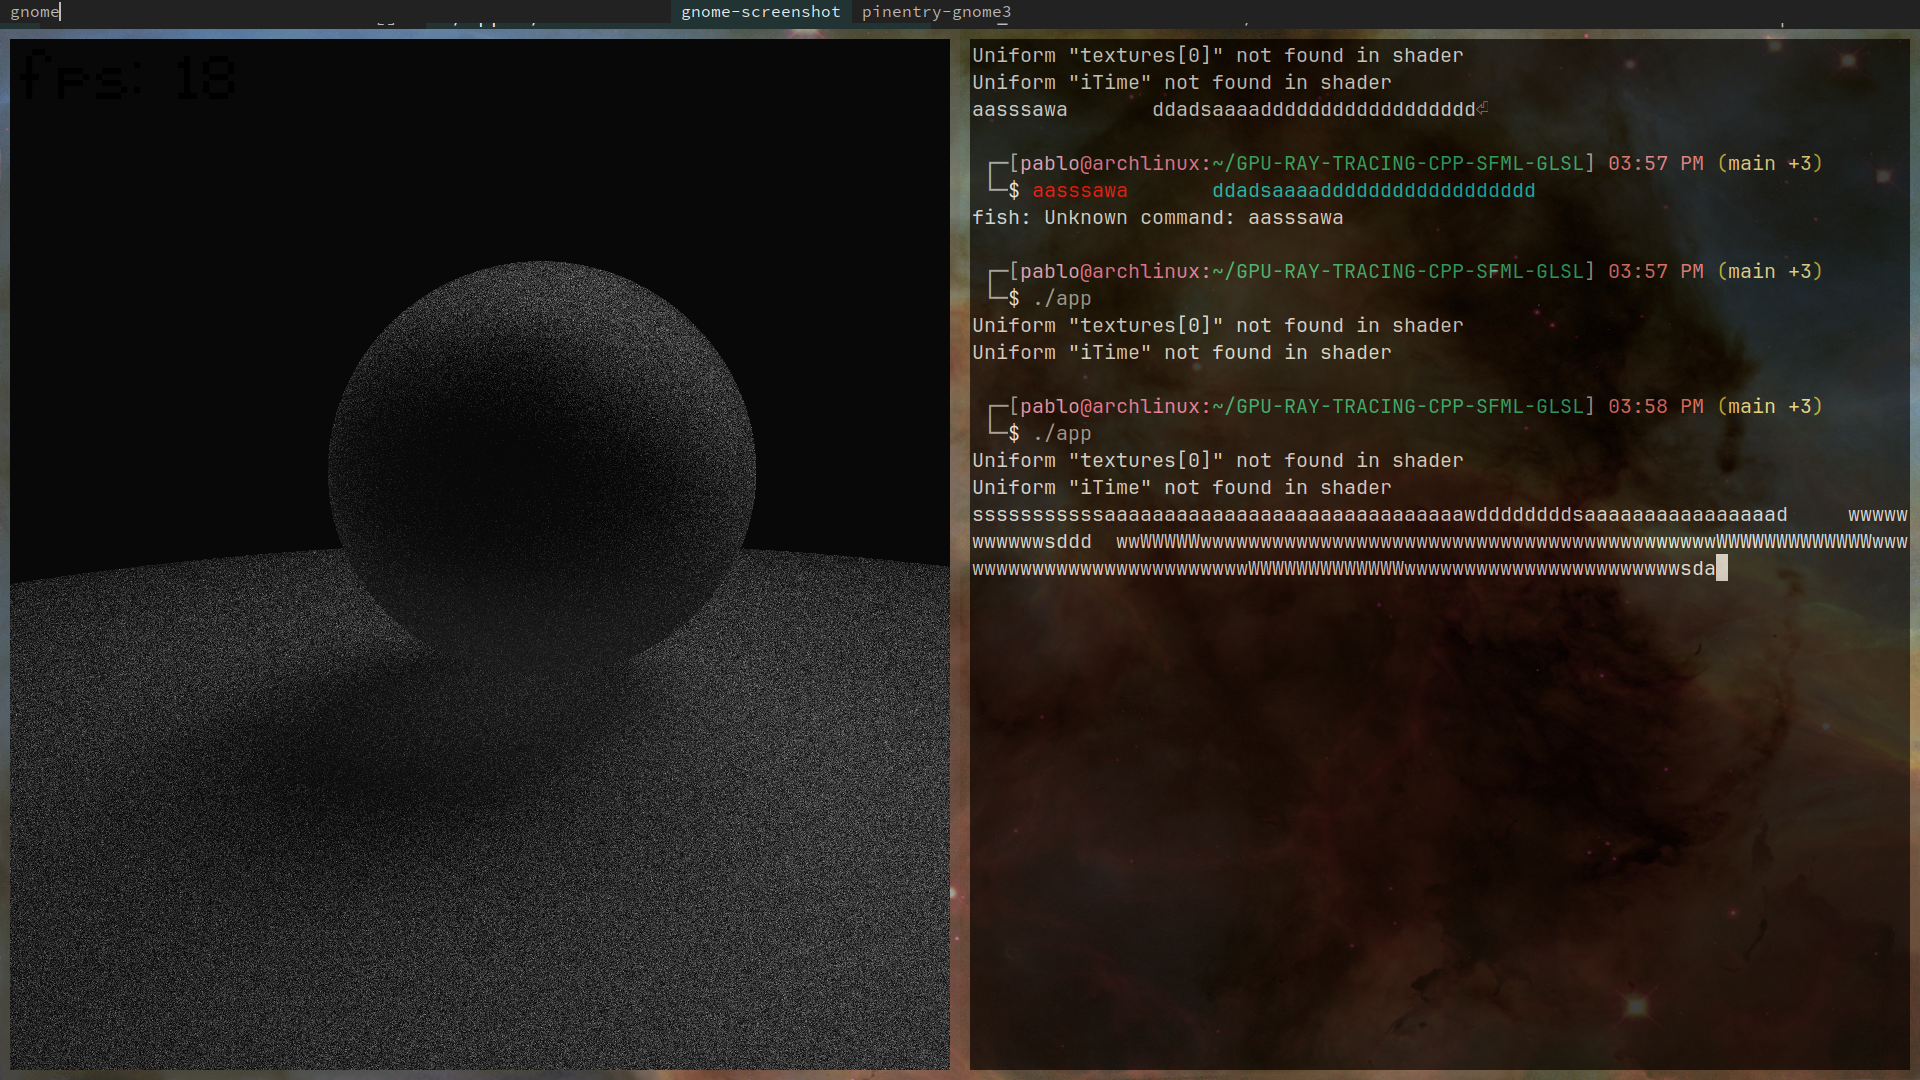 gnome gnome-screenshot pinentry-gnome3
fps: 18
Uniform "textures[0]" not found in shader
Uniform "iTime" not found in shader
aasssawa ddadsaaaadddddddddddddddddd⏎
┌─[pablo@archlinux:~/GPU-RAY-TRACING-CPP-SFML-GLSL] 03:57 PM (main +3)
└─$ aasssawa ddadsaaaadddddddddddddddddd
fish: Unknown command: aasssawa
┌─[pablo@archlinux:~/GPU-RAY-TRACING-CPP-SFML-GLSL] 03:57 PM (main +3)
└─$ ./app
Uniform "textures[0]" not found in shader
Uniform "iTime" not found in shader
┌─[pablo@archlinux:~/GPU-RAY-TRACING-CPP-SFML-GLSL] 03:58 PM (main +3)
└─$ ./app
Uniform "textures[0]" not found in shader
Uniform "iTime" not found in shader
sssssssssssaaaaaaaaaaaaaaaaaaaaaaaaaaaaaawddddddddsaaaaaaaaaaaaaaaad wwwww
wwwwwwsddd wwWWWWWwwwwwwwwwwwwwwwwwwwwwwwwwwwwwwwwwwwwwwwwwwwwWWWWWWWWWWWWWwww
wwwwwwwwwwwwwwwwwwwwwwwWWWWWWWWWWWWWwwwwwwwwwwwwwwwwwwwwwwwsda